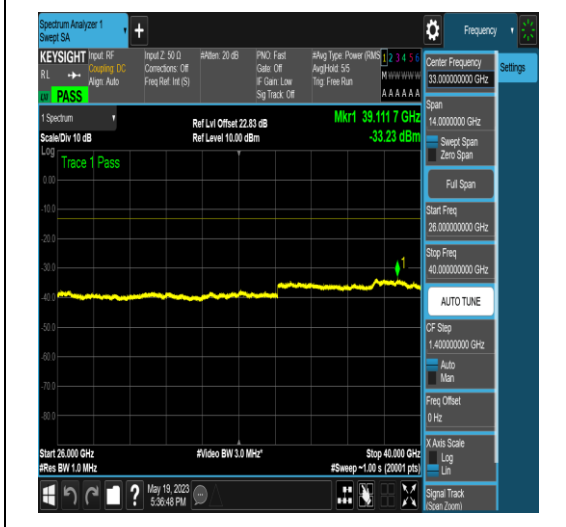 Spectrum Analyzer 1
Swept SA
+
Frequency
KEYSIGHT
Input: RF
Input Z: 50 Ω
#Atten: 20 dB
PNO: Fast
#Avg Type: Power (RMS
1 2 3 4 5 6
RL
Coupling: DC
Corrections: Off
Gate: Off
Avg|Hold: 5/5
M W W W W W
Align: Auto
Freq Ref: Int (S)
IF Gain: Low
Trig: Free Run
Sig Track: Off
A A A A A A
PASS
1 Spectrum
Ref Lvl Offset 22.83 dB
Mkr1 39.111 7 GHz
Scale/Div 10 dB
Ref Level 10.00 dBm
-33.23 dBm
Log
Trace 1 Pass
0.00
-10.0
-20.0
-30.0
-40.0
-50.0
-60.0
-70.0
-80.0
1
Start 26.000 GHz
#Video BW 3.0 MHz*
Stop 40.000 GHz
#Res BW 1.0 MHz
#Sweep ~1.00 s (20001 pts)
May 19, 2023
5:36:48 PM
?
Center Frequency
33.000000000 GHz
Settings
Span
14.0000000 GHz
Swept Span
Zero Span
Full Span
Start Freq
26.000000000 GHz
Stop Freq
40.000000000 GHz
AUTO TUNE
CF Step
1.400000000 GHz
Auto
Man
Freq Offset
0 Hz
X Axis Scale
Log
Lin
Signal Track
(Span Zoom)